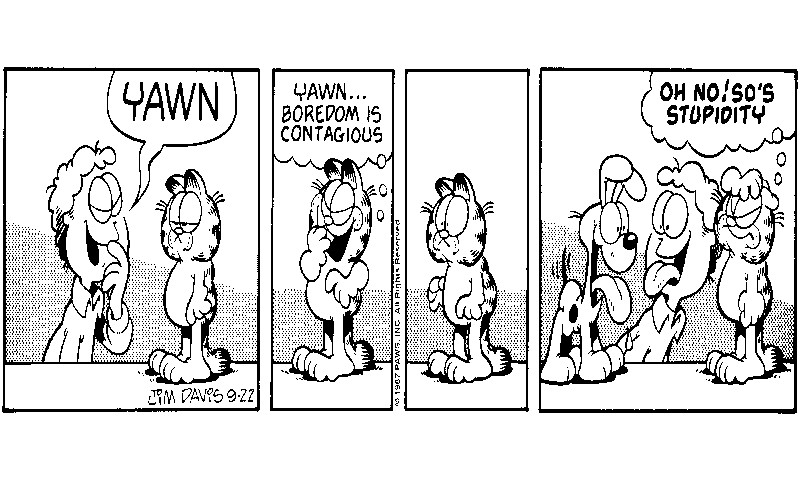 YAWN
JIM DAVIS 9-22
YAWN...
BOREDOM IS
CONTAGIOUS
© 1987 PAWS, INC. All Rights Reserved
OH NO! SO'S
STUPIDITY